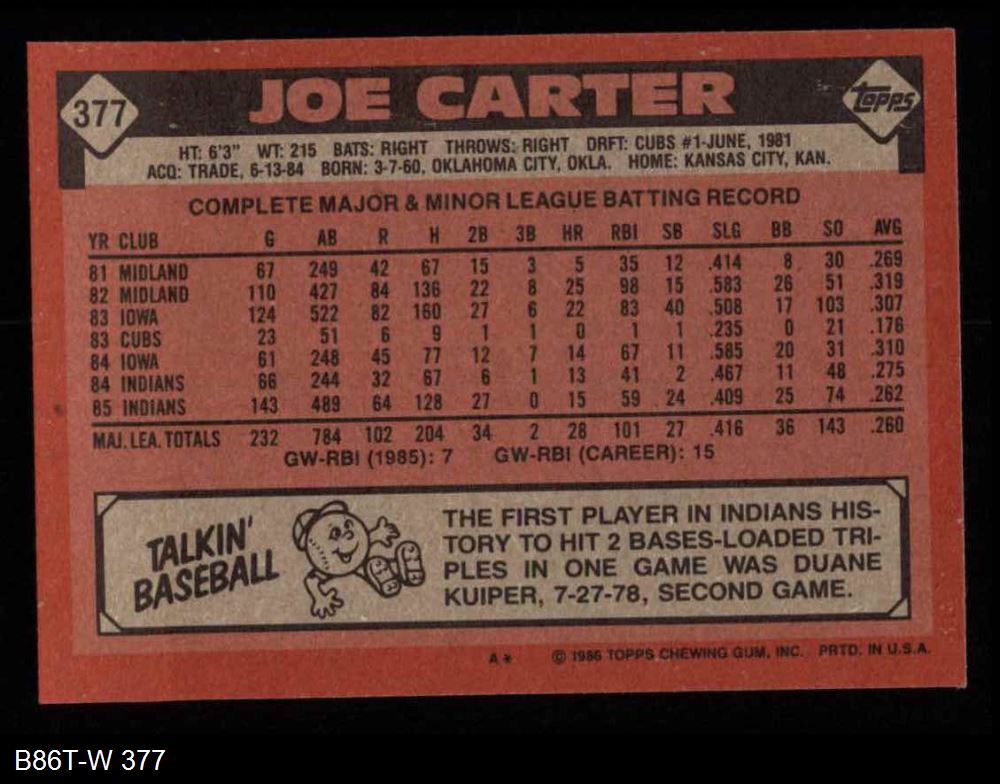 377
JOE CARTER
topps
HT: 6'3" WT: 215 BATS: RIGHT THROWS: RIGHT DRFT: CUBS #1-JUNE, 1981
ACQ: TRADE, 6-13-84 BORN: 3-7-60, OKLAHOMA CITY, OKLA. HOME: KANSAS CITY, KAN.
COMPLETE MAJOR & MINOR LEAGUE BATTING RECORD
YR CLUB G AB R H 2B 3B HR RBI SB SLG BB SO AVG
81 MIDLAND 67 249 42 67 15 3 5 35 12 .414 8 30 .269
82 MIDLAND 110 427 84 136 22 8 25 98 15 .583 26 51 .319
83 IOWA 124 522 82 160 27 6 22 83 40 .508 17 103 .307
83 CUBS 23 51 6 9 1 1 0 1 1 .235 0 21 .176
84 IOWA 61 248 45 77 12 7 14 67 11 .585 20 31 .310
84 INDIANS 66 244 32 67 6 1 13 41 2 .467 11 48 .275
85 INDIANS 143 489 64 128 27 0 15 59 24 .409 25 74 .262
MAJ. LEA. TOTALS 232 784 102 204 34 2 28 101 27 .416 36 143 .260
GW-RBI (1985): 7 GW-RBI (CAREER): 15
TALKIN'
BASEBALL
THE FIRST PLAYER IN INDIANS HIS-
TORY TO HIT 2 BASES-LOADED TRI-
PLES IN ONE GAME WAS DUANE
KUIPER, 7-27-78, SECOND GAME.
A* © 1986 TOPPS CHEWING GUM, INC. PRTD. IN U.S.A.
B86T-W 377